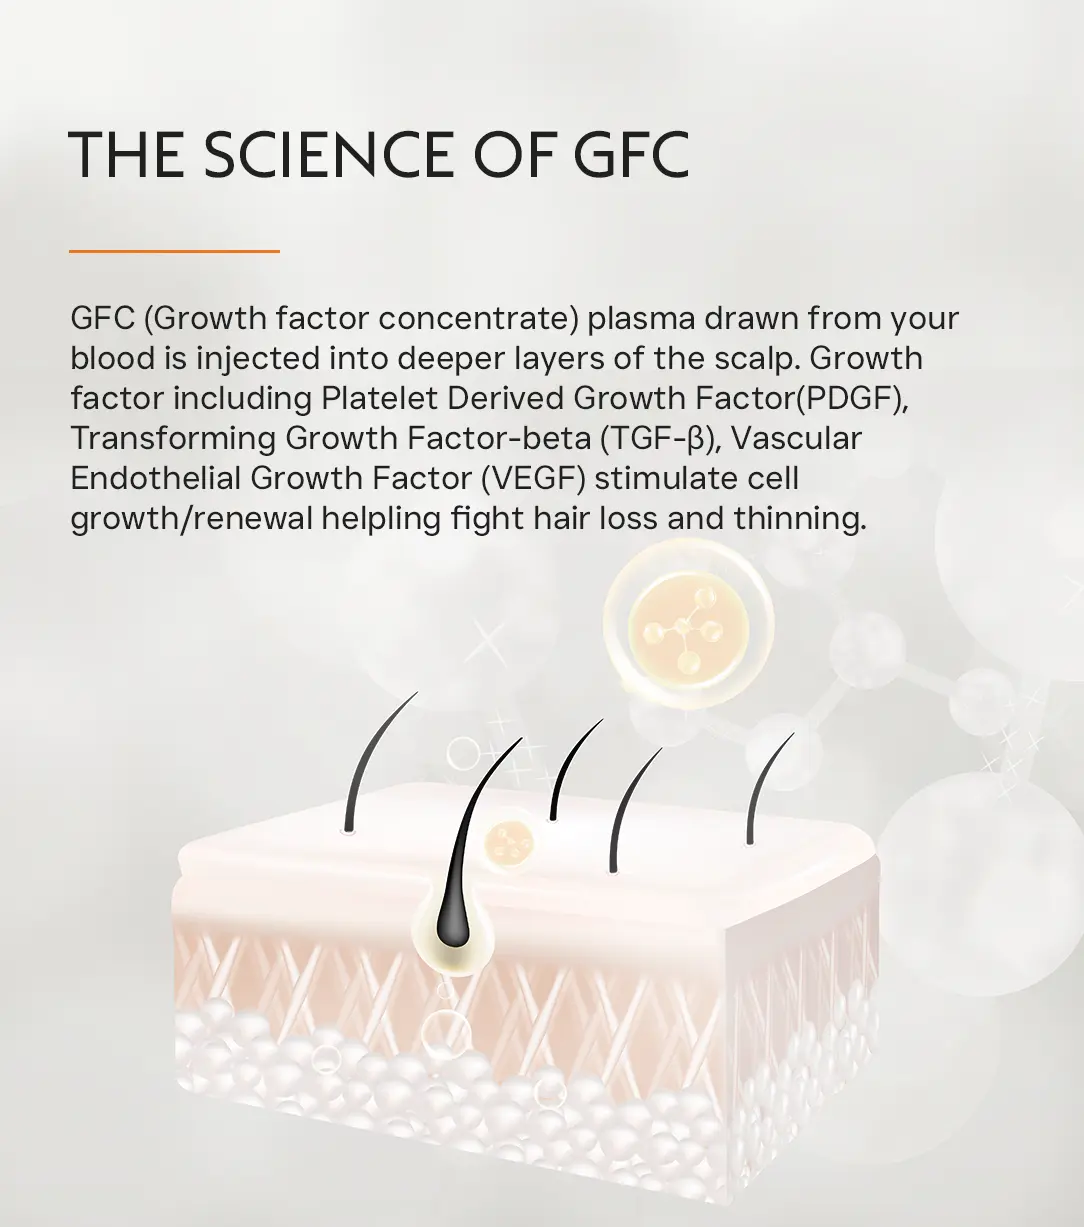 THE SCIENCE OF GFC
GFC (Growth factor concentrate) plasma drawn from your
blood is injected into deeper layers of the scalp. Growth
factor including Platelet Derived Growth Factor(PDGF),
Transforming Growth Factor-beta (TGF-β), Vascular
Endothelial Growth Factor (VEGF) stimulate cell
growth/renewal helpling fight hair loss and thinning.